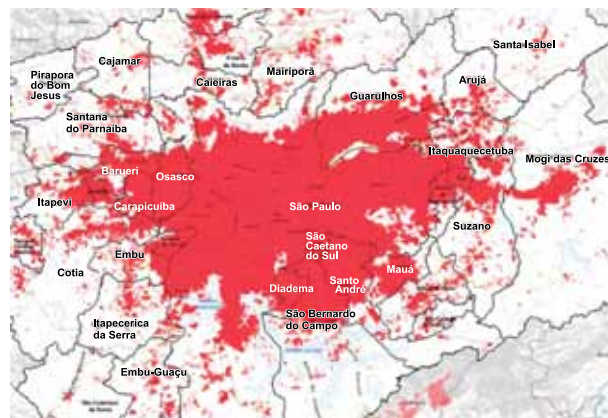 Santa Isabel
Cajamar
Mairiporã
Pirapora
do Bom
Jesus
Caieiras
Arujá
Guarulhos
Santana
do Parnaíba
Itaquaquecetuba
Mogi das Cruzes
Barueri
Osasco
Itapevi
Carapicuíba
São Paulo
Suzano
São
Caetano
do Sul
Embu
Cotia
Mauá
Santo
André
Diadema
São Bernardo
do Campo
Itapecerica
da Serra
Embu-Guaçu